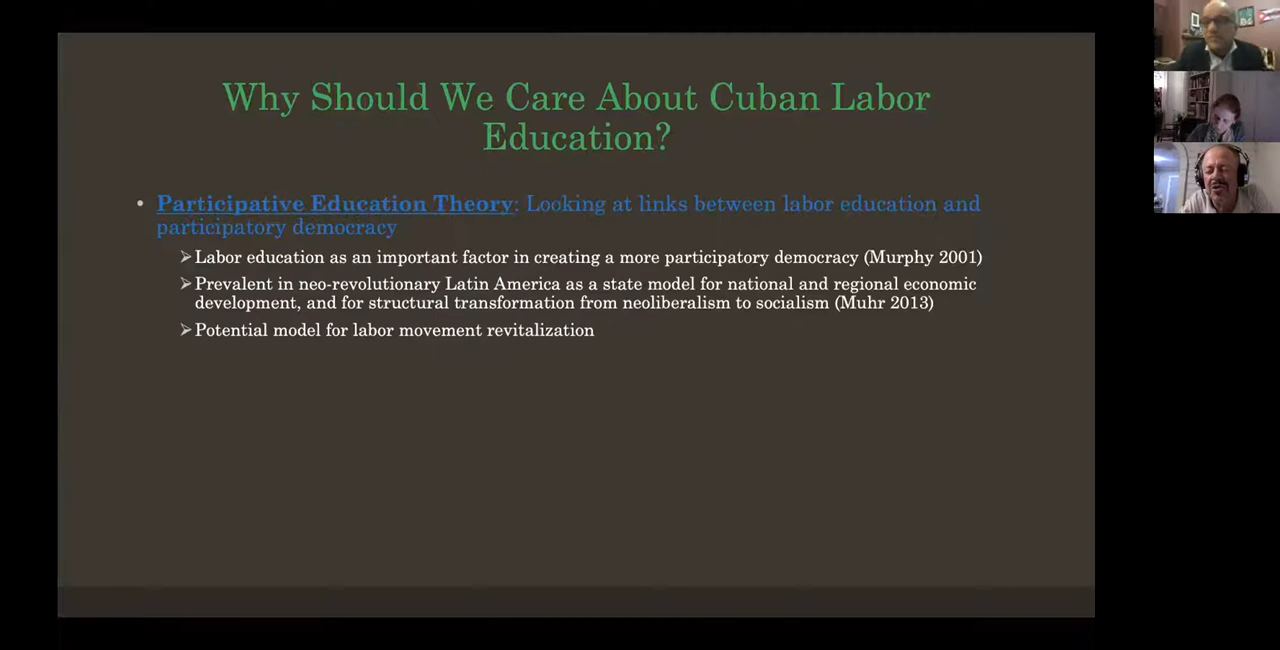 Why Should We Care About Cuban Labor
Education?
• Participative Education Theory: Looking at links between labor education and
participatory democracy
➢Labor education as an important factor in creating a more participatory democracy (Murphy 2001)
➢Prevalent in neo-revolutionary Latin America as a state model for national and regional economic
development, and for structural transformation from neoliberalism to socialism (Muhr 2013)
➢Potential model for labor movement revitalization